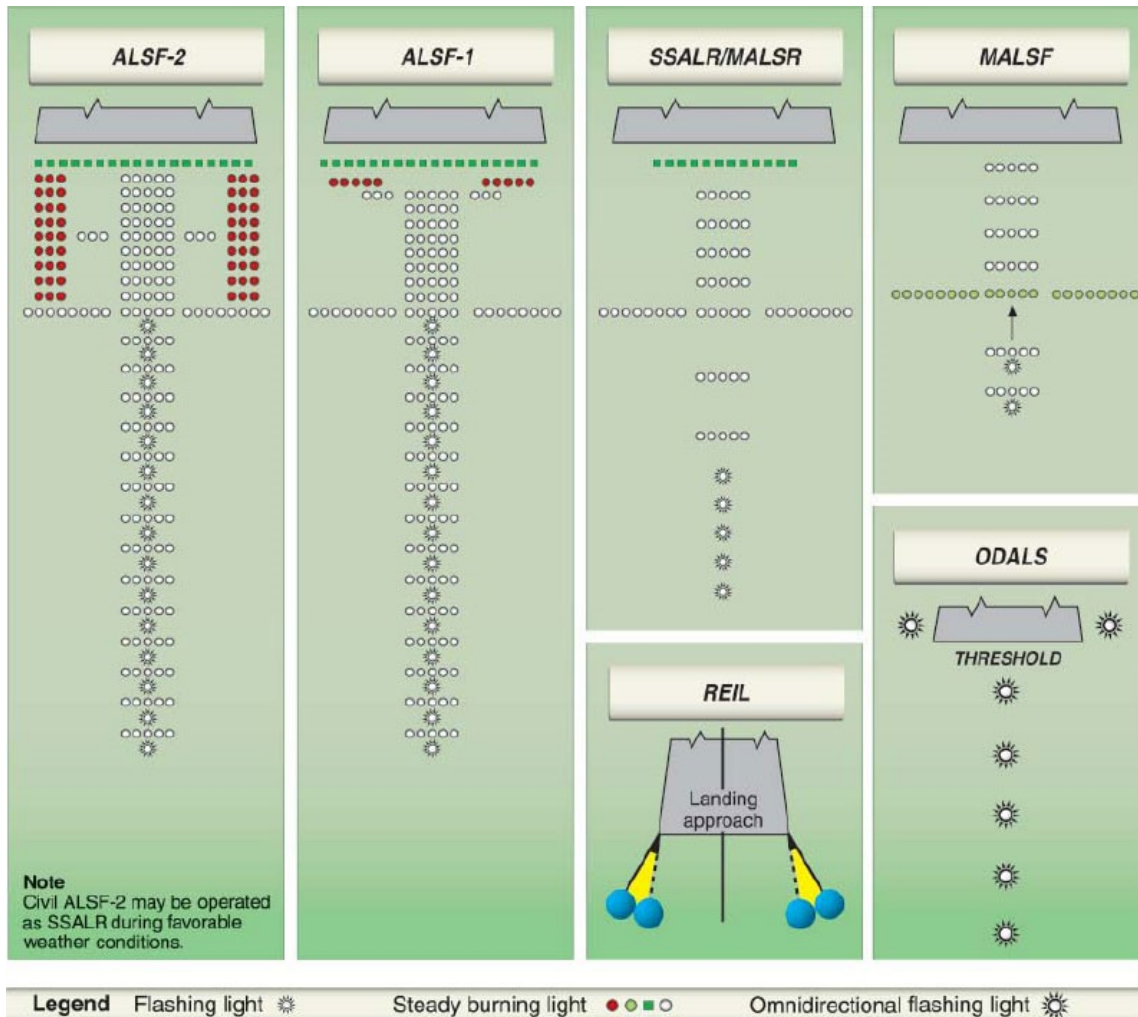 ALSF-2
ALSF-1
SSALR/MALSR
MALSF
ODALS
THRESHOLD
REIL
Landing
approach
Note
Civil ALSF-2 may be operated
as SSALR during favorable
weather conditions.
Legend Flashing light Steady burning light Omnidirectional flashing light